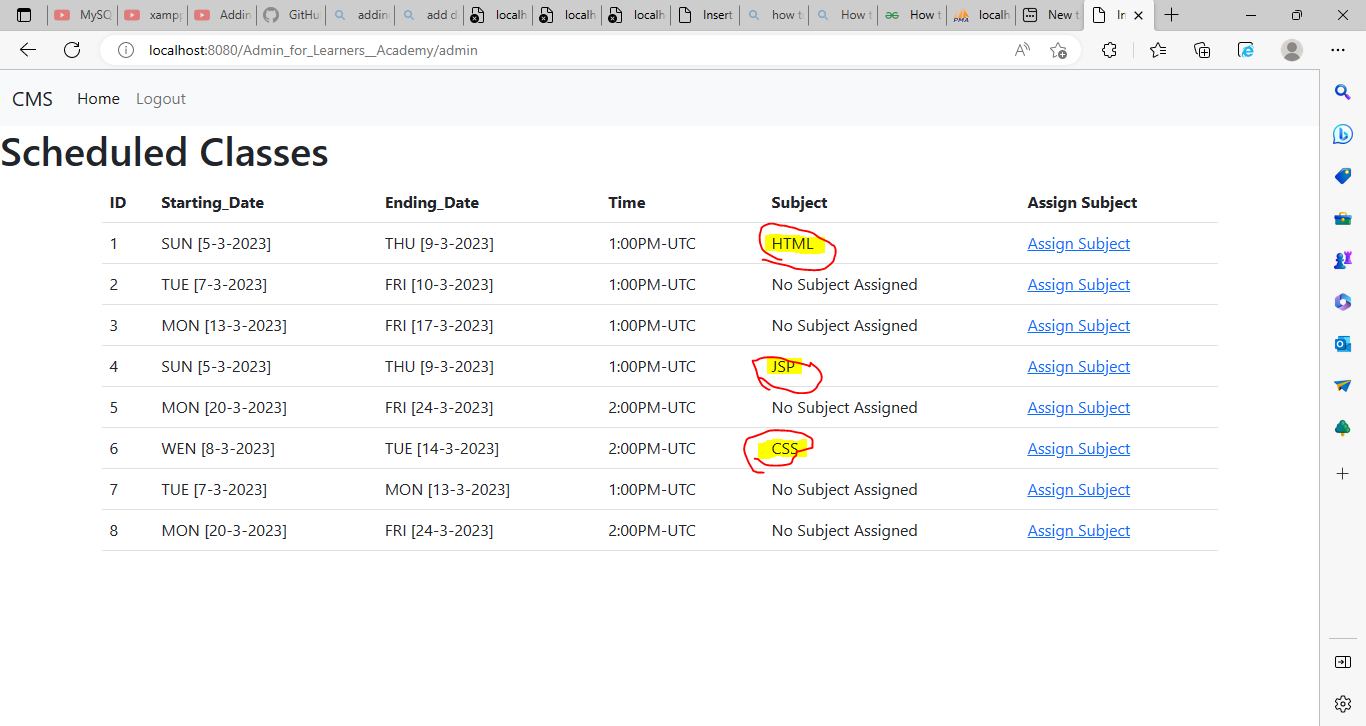 MySQ xamp Addin GitHu addin add d localh localh localh Insert how t How t How t localh New t In
localhost:8080/Admin_for_Learners__Academy/admin
CMS Home Logout
Scheduled Classes
ID Starting_Date Ending_Date Time Subject Assign Subject
1 SUN [5-3-2023] THU [9-3-2023] 1:00PM-UTC HTML Assign Subject
2 TUE [7-3-2023] FRI [10-3-2023] 1:00PM-UTC No Subject Assigned Assign Subject
3 MON [13-3-2023] FRI [17-3-2023] 1:00PM-UTC No Subject Assigned Assign Subject
4 SUN [5-3-2023] THU [9-3-2023] 1:00PM-UTC JSP Assign Subject
5 MON [20-3-2023] FRI [24-3-2023] 2:00PM-UTC No Subject Assigned Assign Subject
6 WEN [8-3-2023] TUE [14-3-2023] 2:00PM-UTC CSS Assign Subject
7 TUE [7-3-2023] MON [13-3-2023] 1:00PM-UTC No Subject Assigned Assign Subject
8 MON [20-3-2023] FRI [24-3-2023] 2:00PM-UTC No Subject Assigned Assign Subject